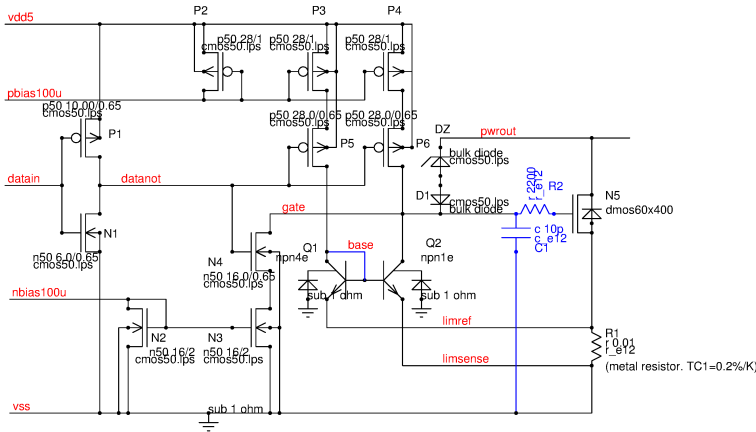 P2
P3
P4
vdd5
p50 28/1
cmos50.lps
p50 28/1
cmos50.lps
p50 28/1
cmos50.lps
pbias100u
p50 10.00/0.65
cmos50.lps
P1
p50 28.0/0.65
cmos50.lps
P5
p50 28.0/0.65
cmos50.lps
P6
DZ
pwrout
bulk diode
cmos50.lps
datain
datanot
D1
cmos50.lps
bulk diode
r 2200
r_e12
R2
N5
dmos60x400
gate
N1
n50 6.0/0.65
cmos50.lps
N4
n50 16.0/0.65
cmos50.lps
Q1
npn4e
base
Q2
npn1e
c 10p
c_e12
C1
sub 1 ohm
sub 1 ohm
nbias100u
limref
N2
n50 16/2
cmos50.lps
N3
n50 16/2
cmos50.lps
R1
r 0.01
r_e12
(metal resistor. TC1=0.2%/K)
limsense
vss
sub 1 ohm